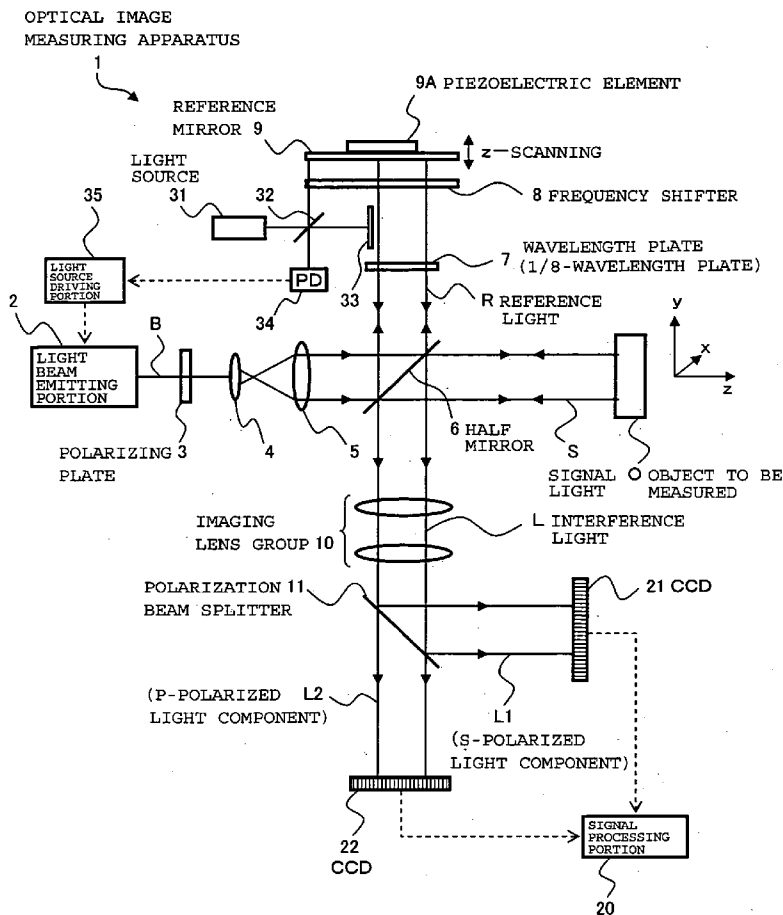 OPTICAL IMAGE
MEASURING APPARATUS
1
9A PIEZOELECTRIC ELEMENT
REFERENCE
MIRROR 9
z-SCANNING
LIGHT
SOURCE
31
32
8 FREQUENCY SHIFTER
35
33
7
WAVELENGTH PLATE
(1/8-WAVELENGTH PLATE)
LIGHT
SOURCE
DRIVING
PORTION
PD
34
R REFERENCE
LIGHT
2
B
LIGHT
BEAM
EMITTING
PORTION
y
x
z
3
4
5
6 HALF
MIRROR
S
POLARIZING
PLATE
SIGNAL
LIGHT
O OBJECT TO BE
MEASURED
IMAGING
LENS GROUP 10
L INTERFERENCE
LIGHT
POLARIZATION 11
BEAM SPLITTER
21 CCD
(P-POLARIZED L2
LIGHT COMPONENT)
L1
(S-POLARIZED
LIGHT COMPONENT)
22
CCD
SIGNAL
PROCESSING
PORTION
20